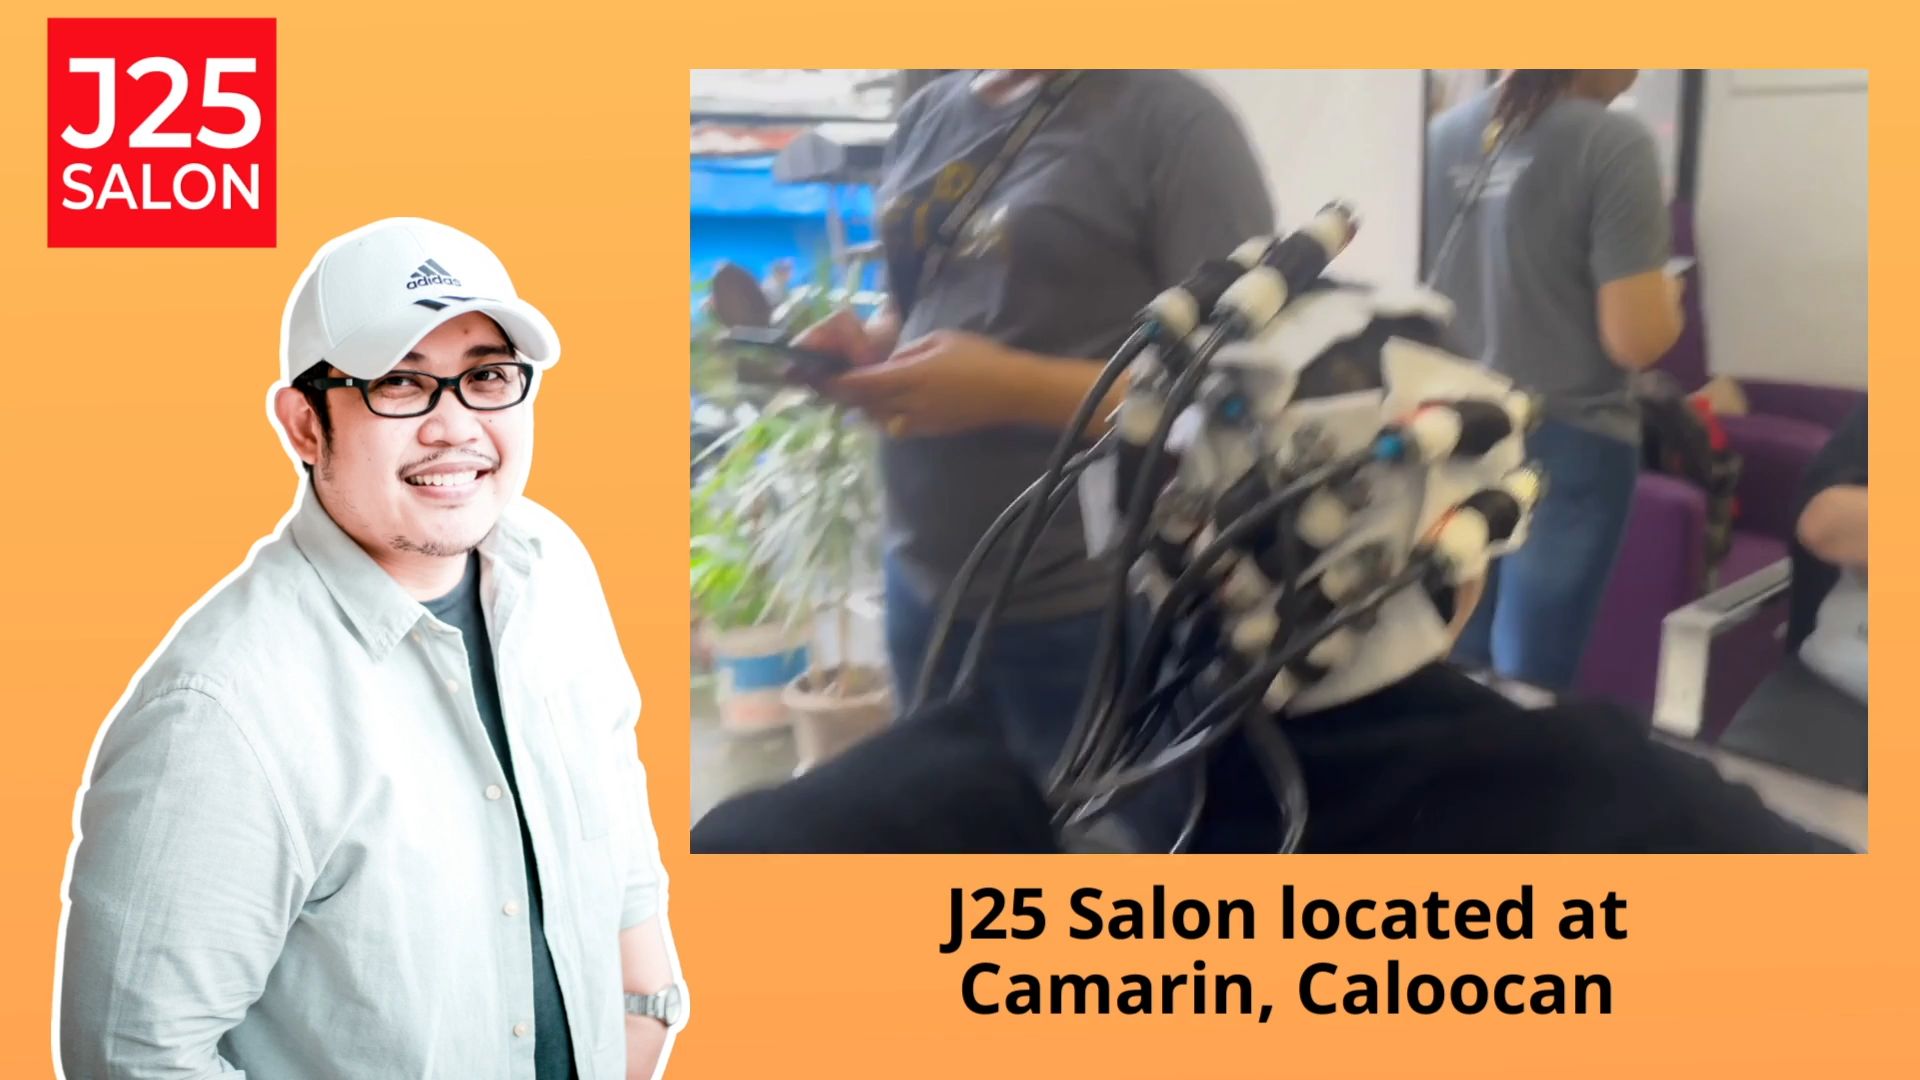 J25
SALON
adidas
J25 Salon located at
Camarin, Caloocan